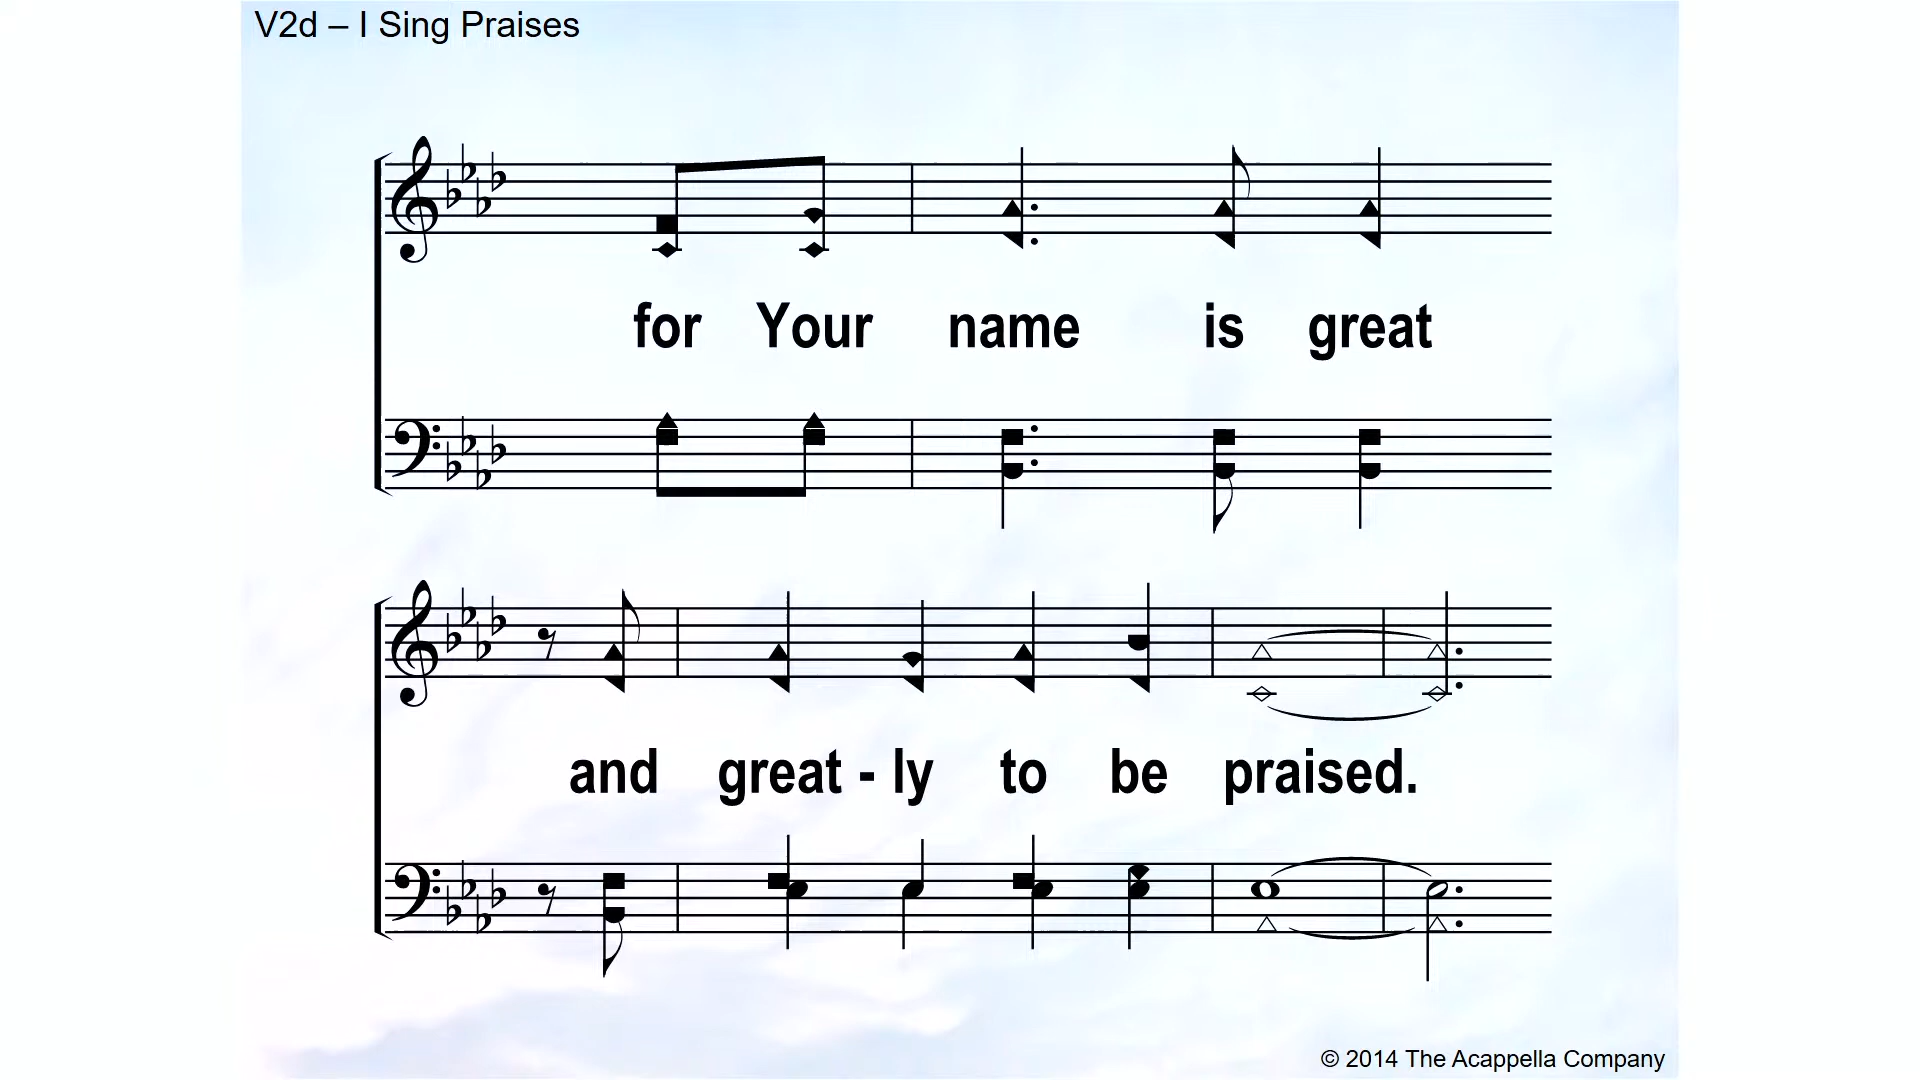 V2d – I Sing Praises
for Your name is great
and great - ly to be praised.
© 2014 The Acappella Company